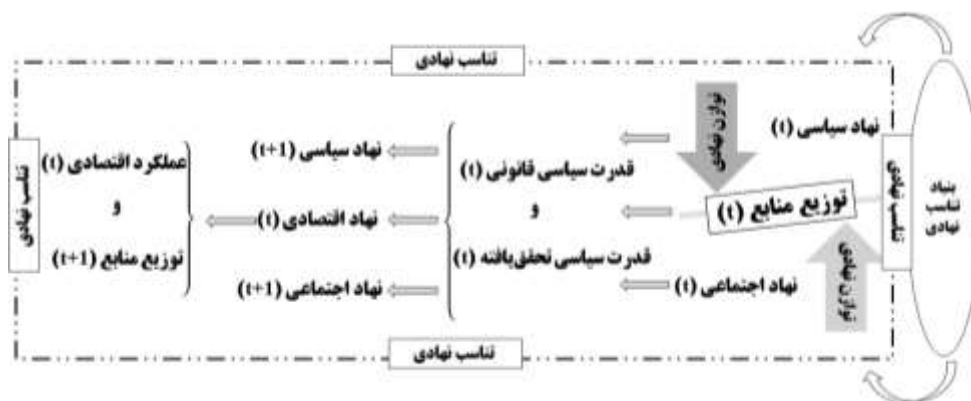 تناسب نهادی
بنیاد
تناسب
نهادی
تناسب نهادی
توازن نهادی
نهاد سیاسی (t)
توزیع منابع (t)
نهاد اجتماعی (t)
توازن نهادی
قدرت سیاسی قانونی (t)
و
قدرت سیاسی تحقق‌یافته (t)
نهاد سیاسی (t+1)
نهاد اقتصادی (t)
نهاد اجتماعی (t+1)
عملکرد اقتصادی (t)
و
توزیع منابع (t+1)
تناسب نهادی
تناسب نهادی